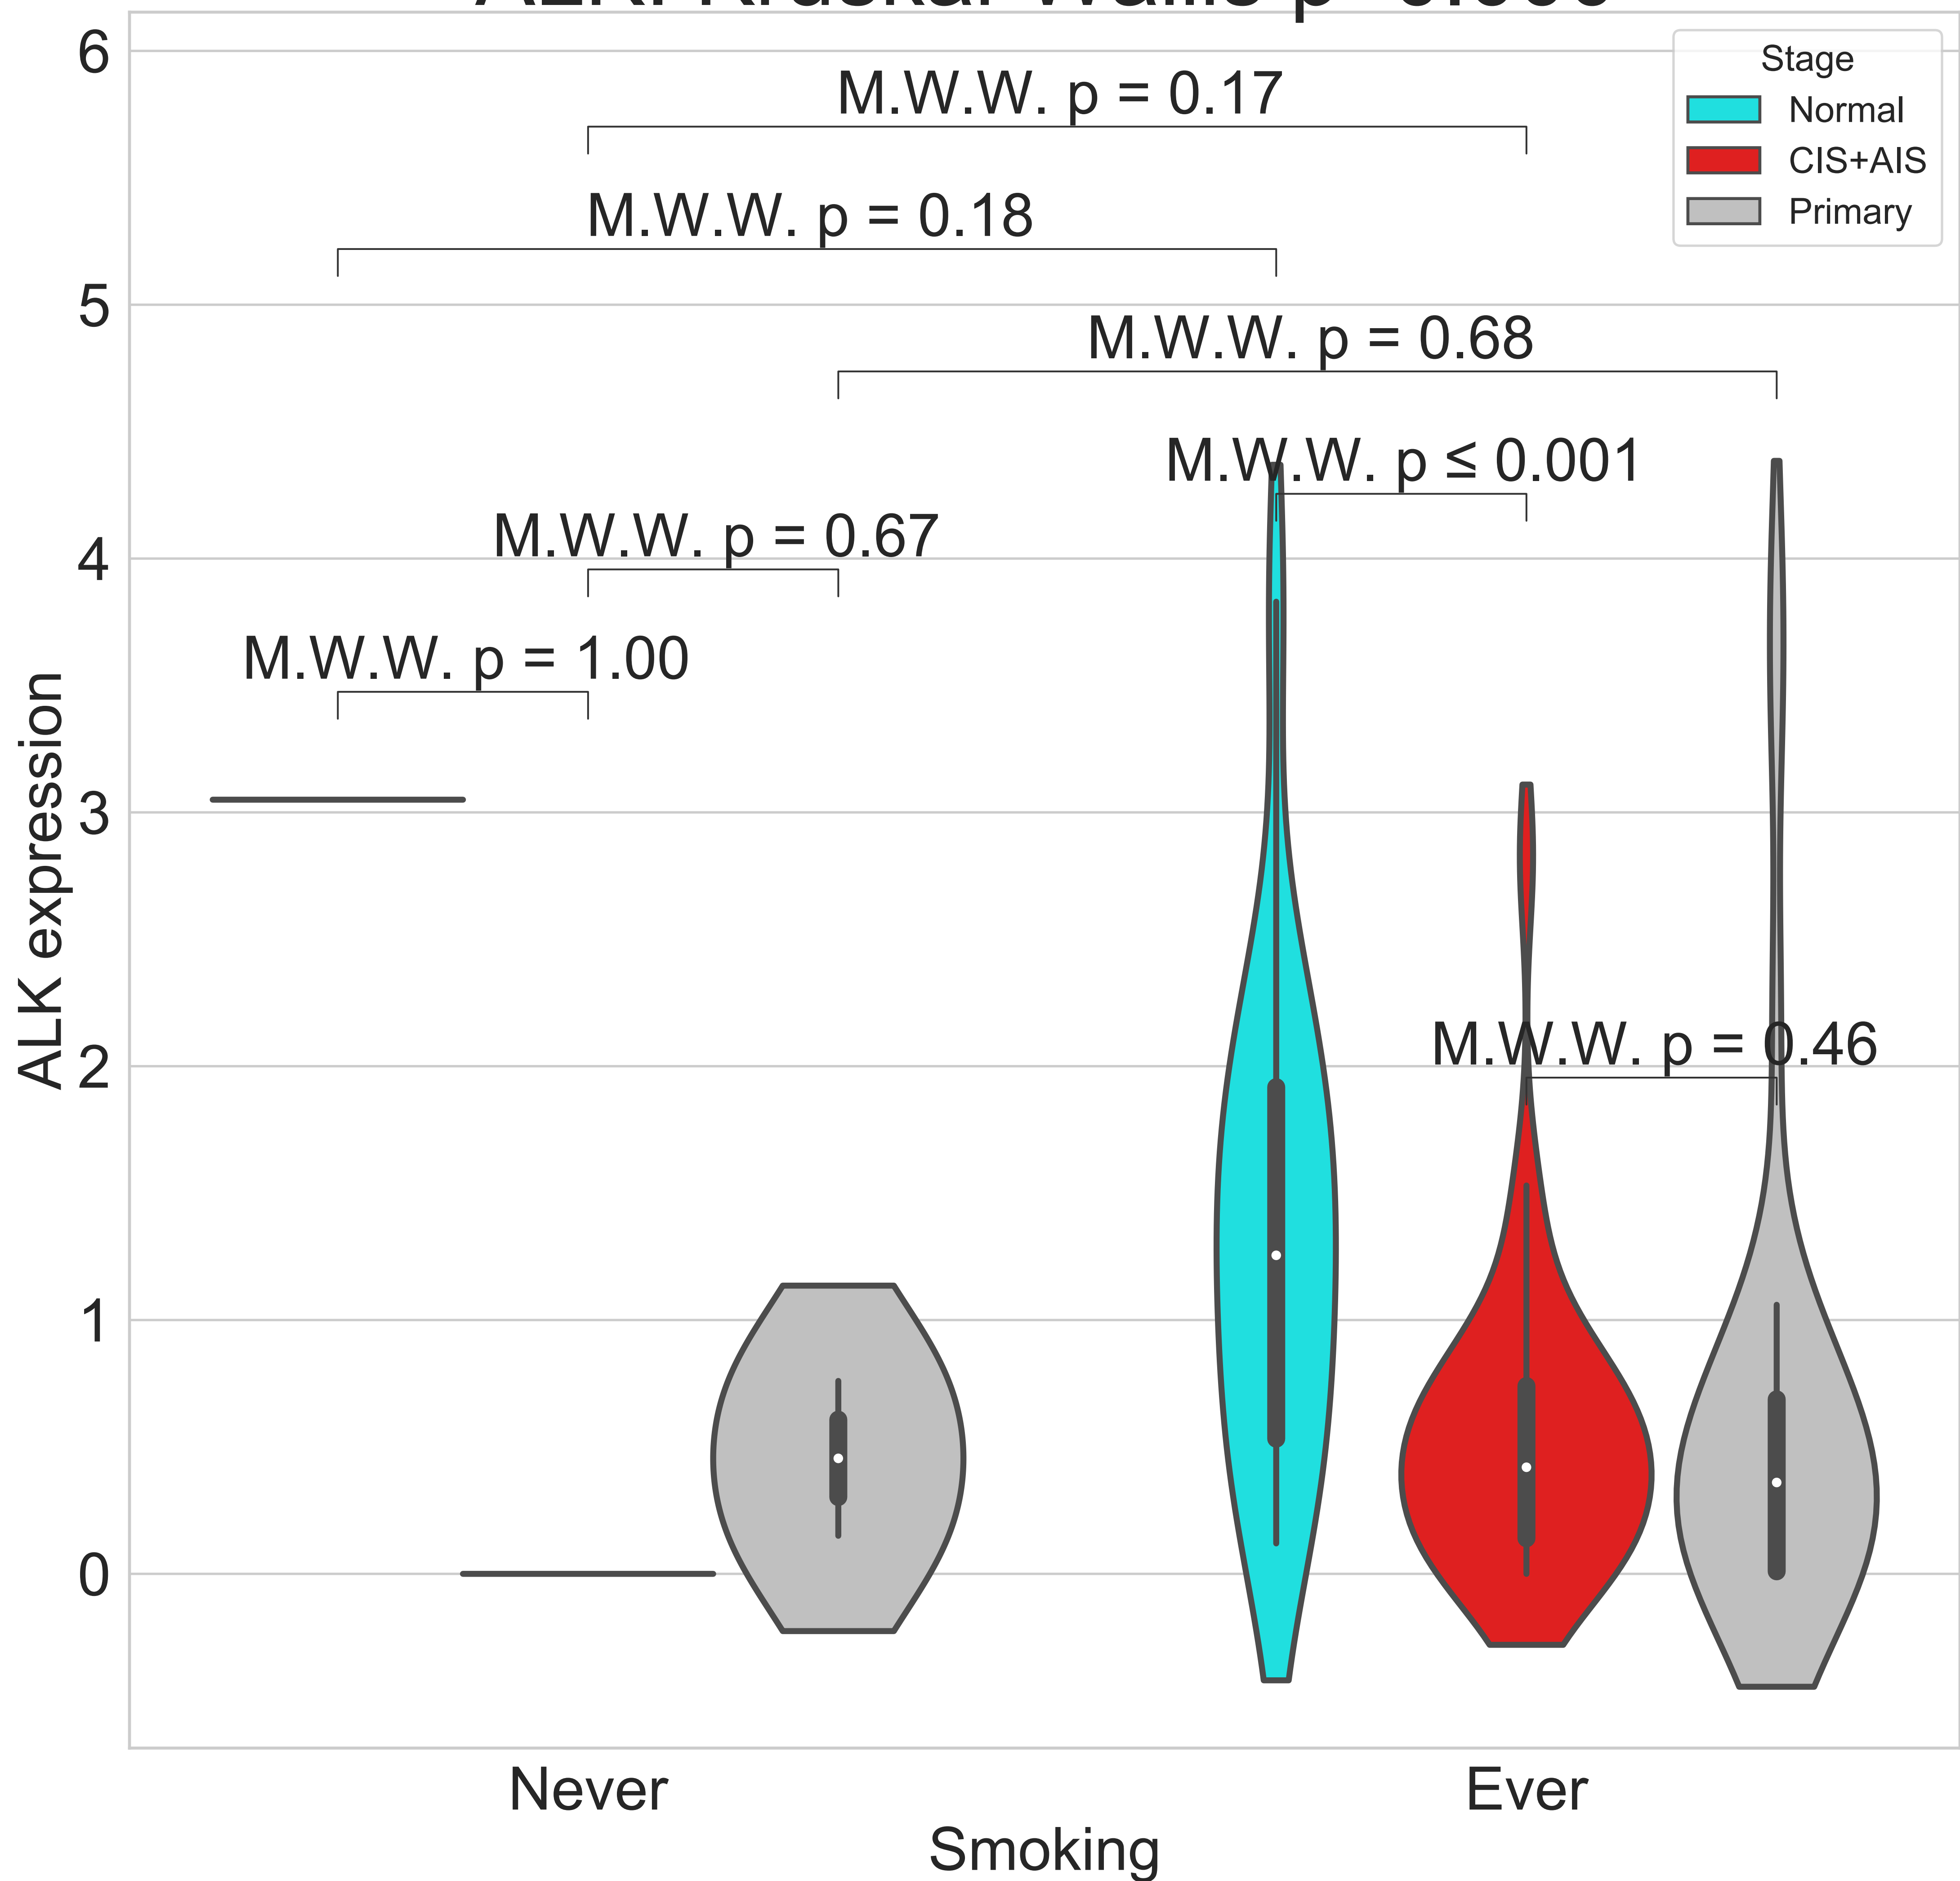 6
M.W.W. p = 0.17
Stage
Normal
CIS+AIS
Primary
M.W.W. p = 0.18
5
M.W.W. p = 0.68
M.W.W. p ≤ 0.001
M.W.W. p = 0.67
4
M.W.W. p = 1.00
3
ALK expression
M.W.W. p = 0.46
2
1
0
Never
Ever
Smoking